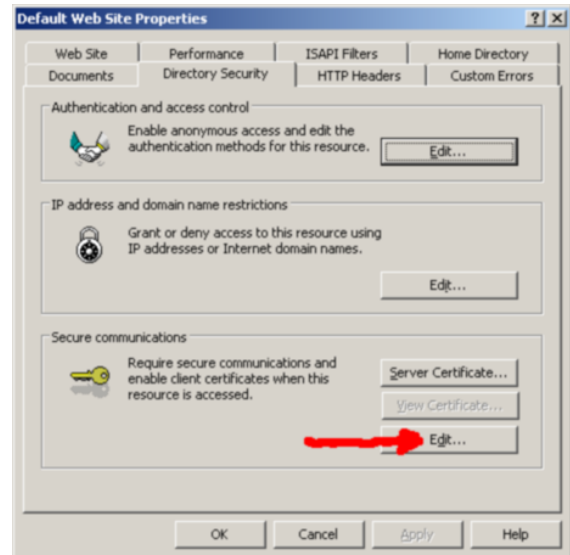 Default Web Site Properties
Web Site
Performance
ISAPI Filters
Home Directory
Documents
Directory Security
HTTP Headers
Custom Errors
Authentication and access control
Enable anonymous access and edit the
authentication methods for this resource.
Edit...
IP address and domain name restrictions
Grant or deny access to this resource using
IP addresses or Internet domain names.
Edit...
Secure communications
Require secure communications and
enable client certificates when this
resource is accessed.
Server Certificate...
View Certificate...
Edit...
OK
Cancel
Apply
Help